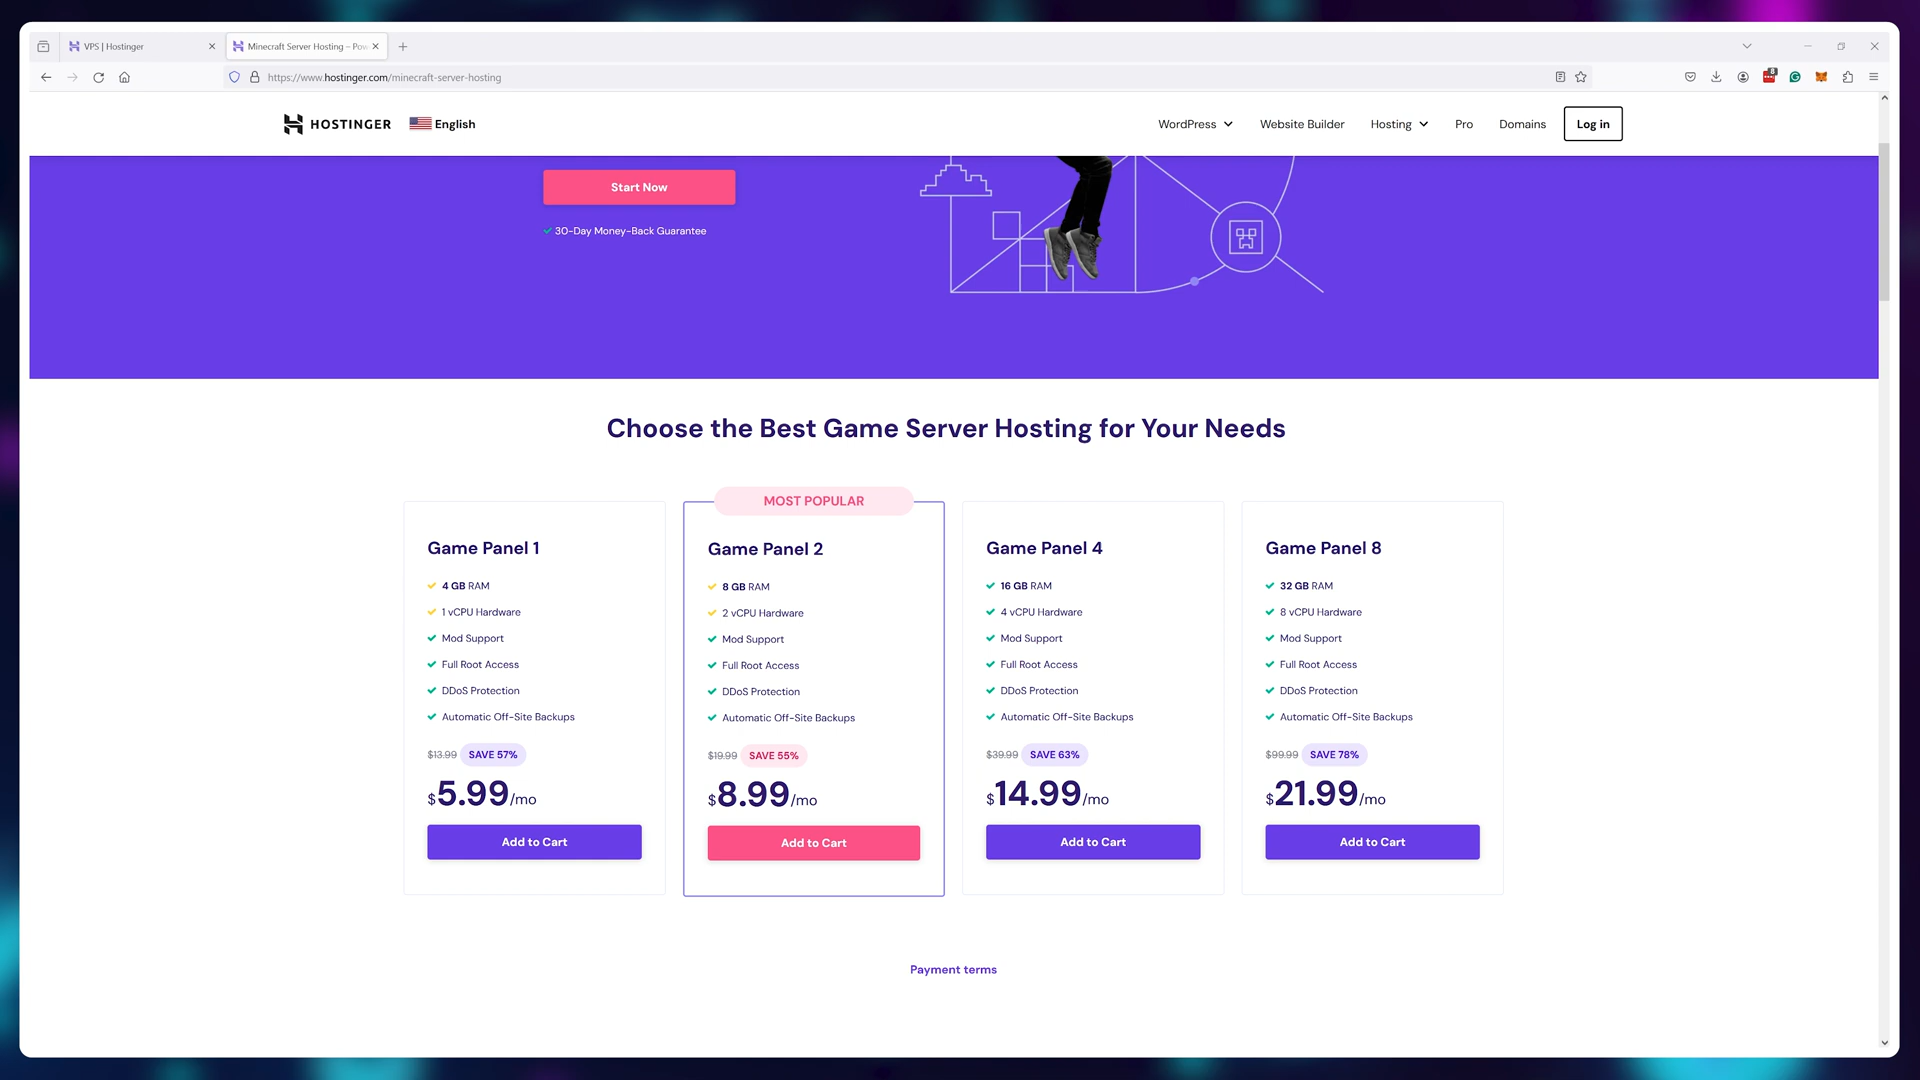 VPS | Hostinger
Minecraft Server Hosting – Pow
https://www.hostinger.com/minecraft-server-hosting
8
HOSTINGER
English
WordPress
Website Builder
Hosting
Pro
Domains
Log in
Start Now
30-Day Money-Back Guarantee
Choose the Best Game Server Hosting for Your Needs
Game Panel 1
4 GB RAM
1 vCPU Hardware
Mod Support
Full Root Access
DDoS Protection
Automatic Off-Site Backups
$13.99 SAVE 57%
$5.99/mo
Add to Cart
MOST POPULAR
Game Panel 2
8 GB RAM
2 vCPU Hardware
Mod Support
Full Root Access
DDoS Protection
Automatic Off-Site Backups
$19.99 SAVE 55%
$8.99/mo
Add to Cart
Game Panel 4
16 GB RAM
4 vCPU Hardware
Mod Support
Full Root Access
DDoS Protection
Automatic Off-Site Backups
$39.99 SAVE 63%
$14.99/mo
Add to Cart
Game Panel 8
32 GB RAM
8 vCPU Hardware
Mod Support
Full Root Access
DDoS Protection
Automatic Off-Site Backups
$99.99 SAVE 78%
$21.99/mo
Add to Cart
Payment terms